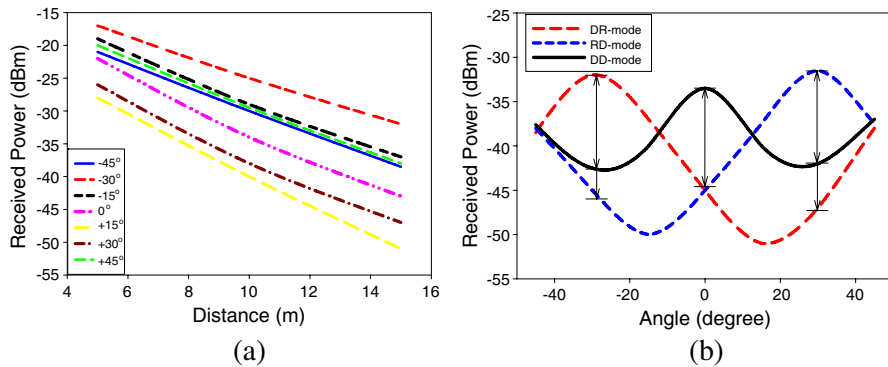 (a)
Received Power (dBm)
-15
-20
-25
-30
-35
-40
-45
-50
-55
-45°
-30°
-15°
0°
+15°
+30°
+45°
4 6 8 10 12 14 16
Distance (m)
(a)
(b)
Received Power (dBm)
-25
-30
-35
-40
-45
-50
-55
DR-mode
RD-mode
DD-mode
-40 -20 0 20 40
Angle (degree)
(b)